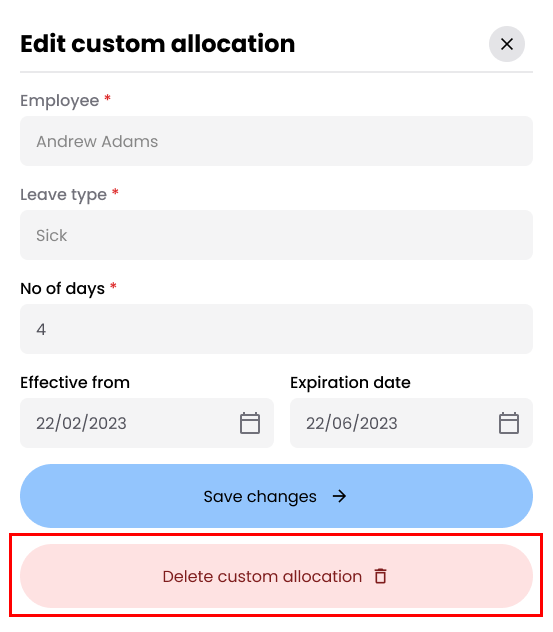 Edit custom allocation
Employee *
Andrew Adams
Leave type *
Sick
No of days *
4
Effective from Expiration date
22/02/2023 22/06/2023
Save changes →
Delete custom allocation